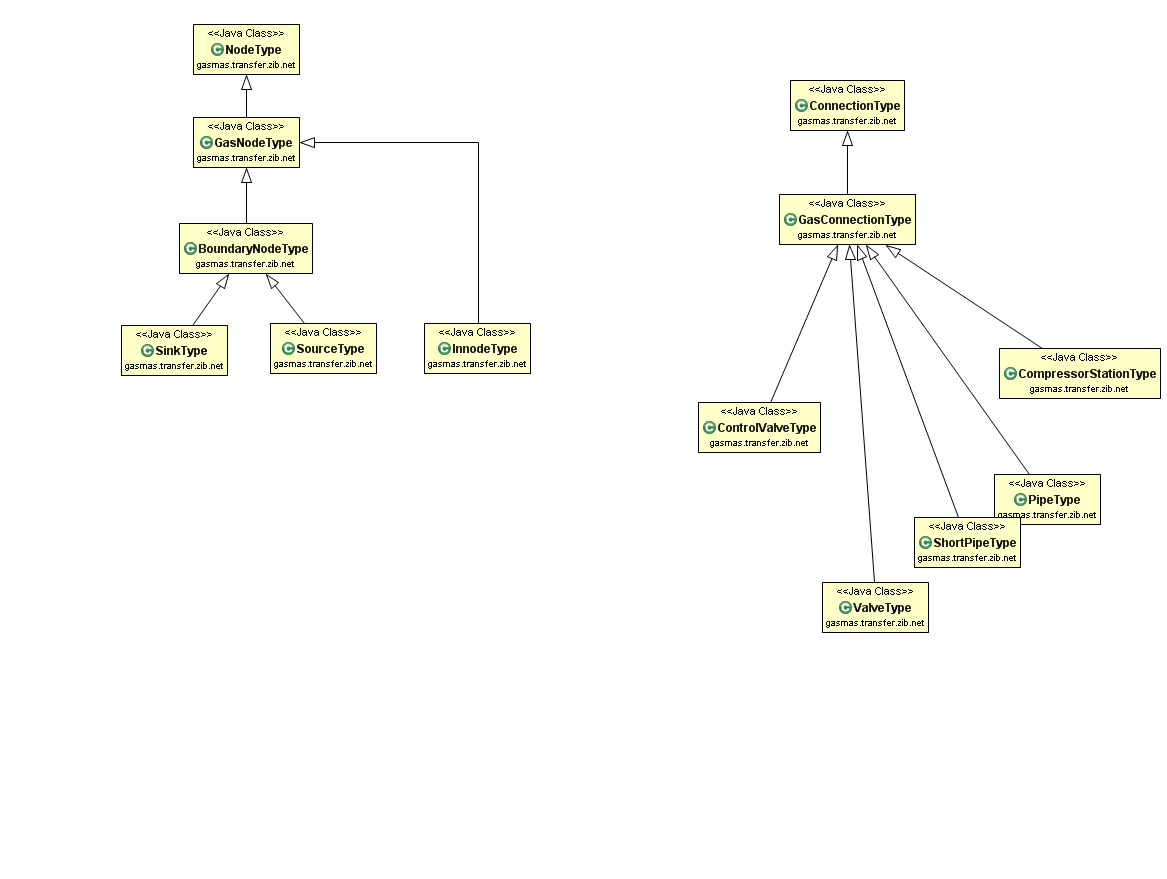 <<Java Class>>
NodeType
gasmas.transfer.zib.net
<<Java Class>>
GasNodeType
gasmas.transfer.zib.net
<<Java Class>>
BoundaryNodeType
gasmas.transfer.zib.net
<<Java Class>>
SinkType
gasmas.transfer.zib.net
<<Java Class>>
SourceType
gasmas.transfer.zib.net
<<Java Class>>
InnodeType
gasmas.transfer.zib.net
<<Java Class>>
ConnectionType
gasmas.transfer.zib.net
<<Java Class>>
GasConnectionType
gasmas.transfer.zib.net
<<Java Class>>
CompressorStationType
gasmas.transfer.zib.net
<<Java Class>>
ControlValveType
gasmas.transfer.zib.net
<<Java Class>>
PipeType
gasmas.transfer.zib.net
<<Java Class>>
ShortPipeType
gasmas.transfer.zib.net
<<Java Class>>
ValveType
gasmas.transfer.zib.net